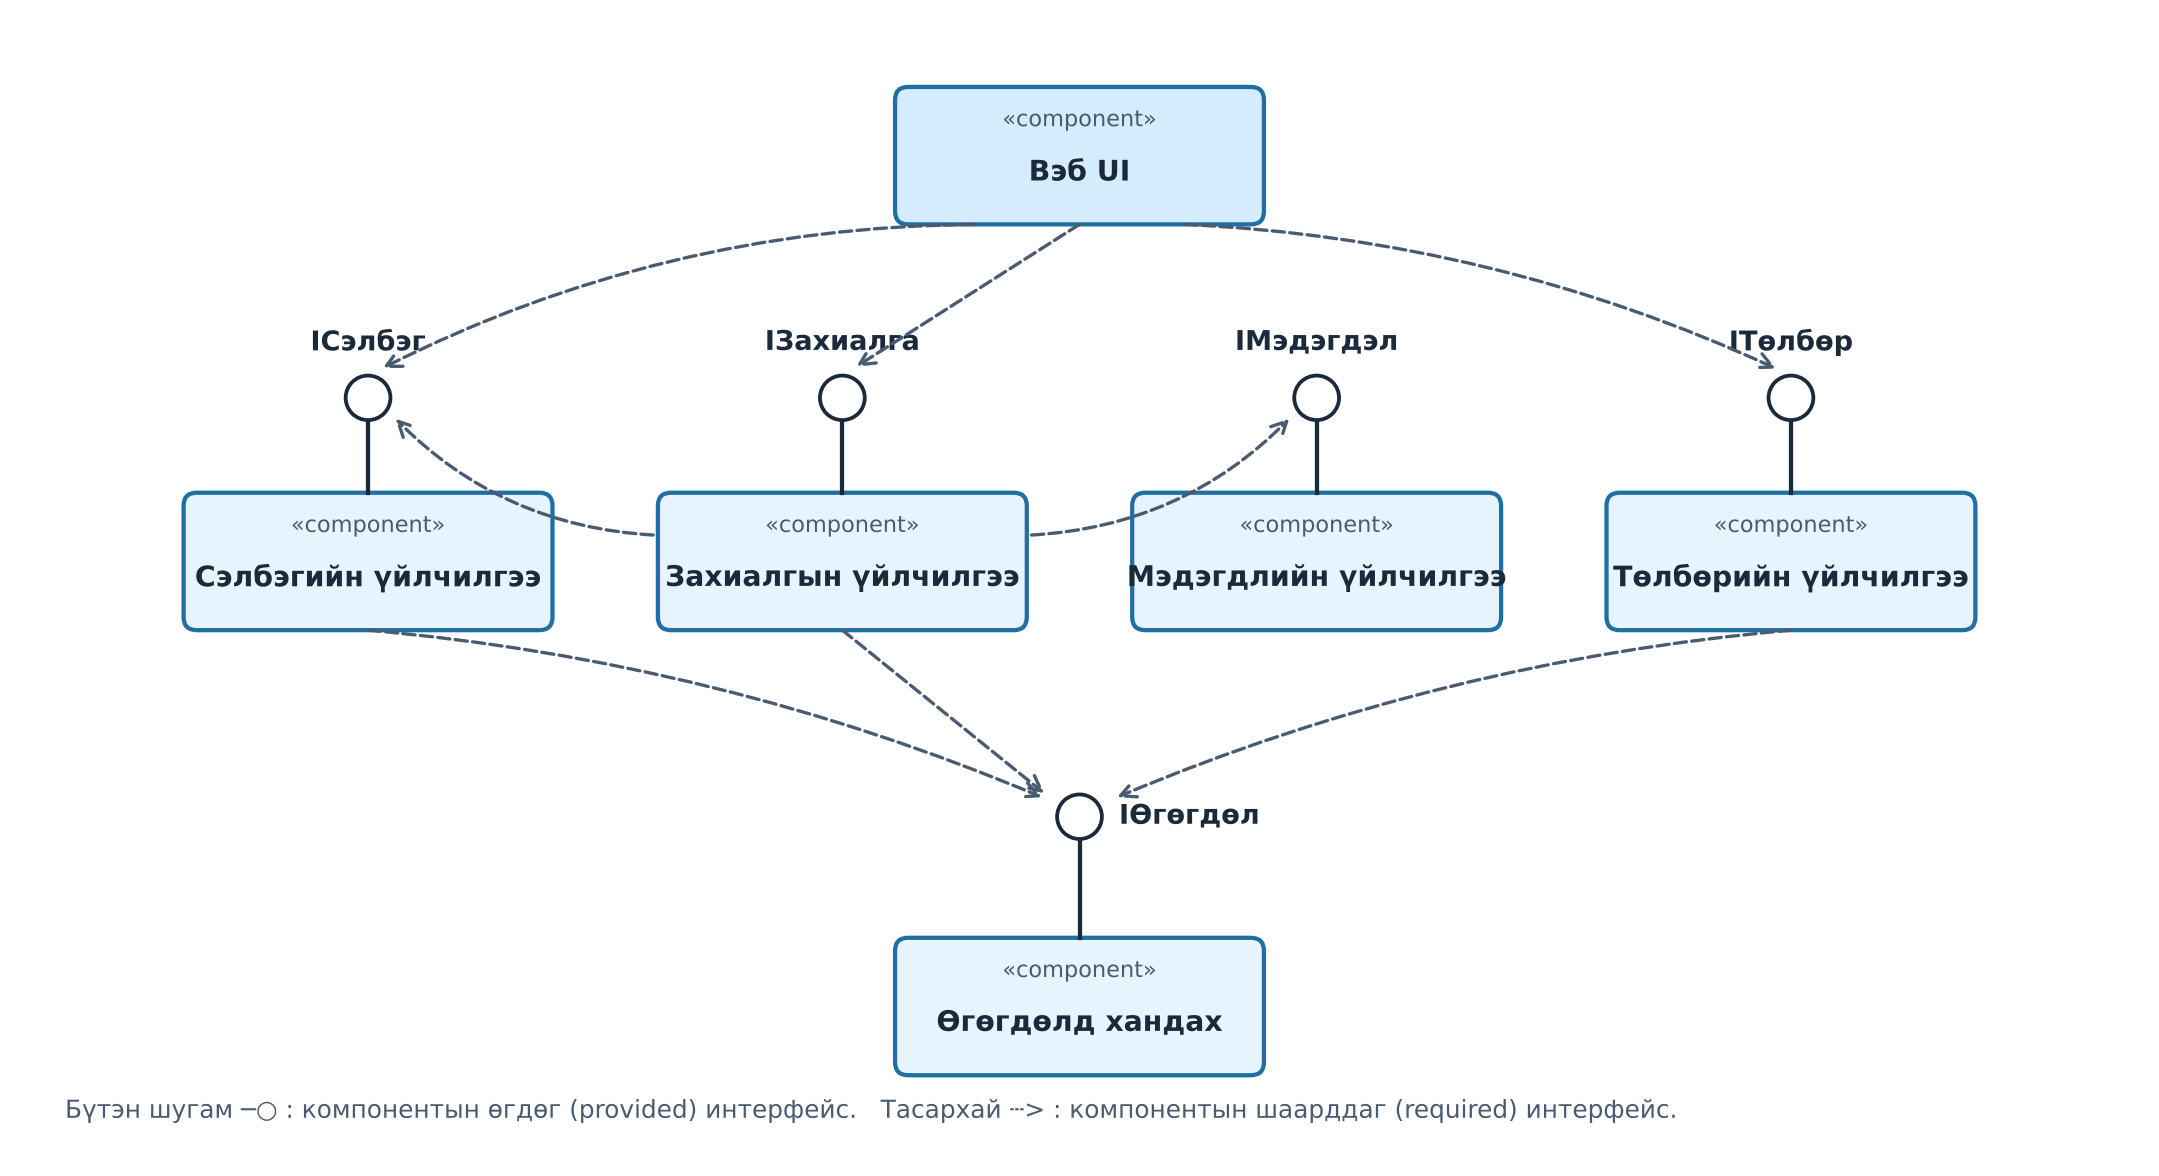 «component»
Вэб UI
IСэлбэг
IЗахиалга
IМэдэгдэл
IТөлбөр
«component»
Сэлбэгийн үйлчилгээ
«component»
Захиалгын үйлчилгээ
«component»
Мэдэгдлийн үйлчилгээ
«component»
Төлбөрийн үйлчилгээ
IӨгөгдөл
«component»
Өгөгдөлд хандах
Бүтэн шугам ─○ : компонентын өгдөг (provided) интерфейс. Тасархай ┄> : компонентын шаарддаг (required) интерфейс.